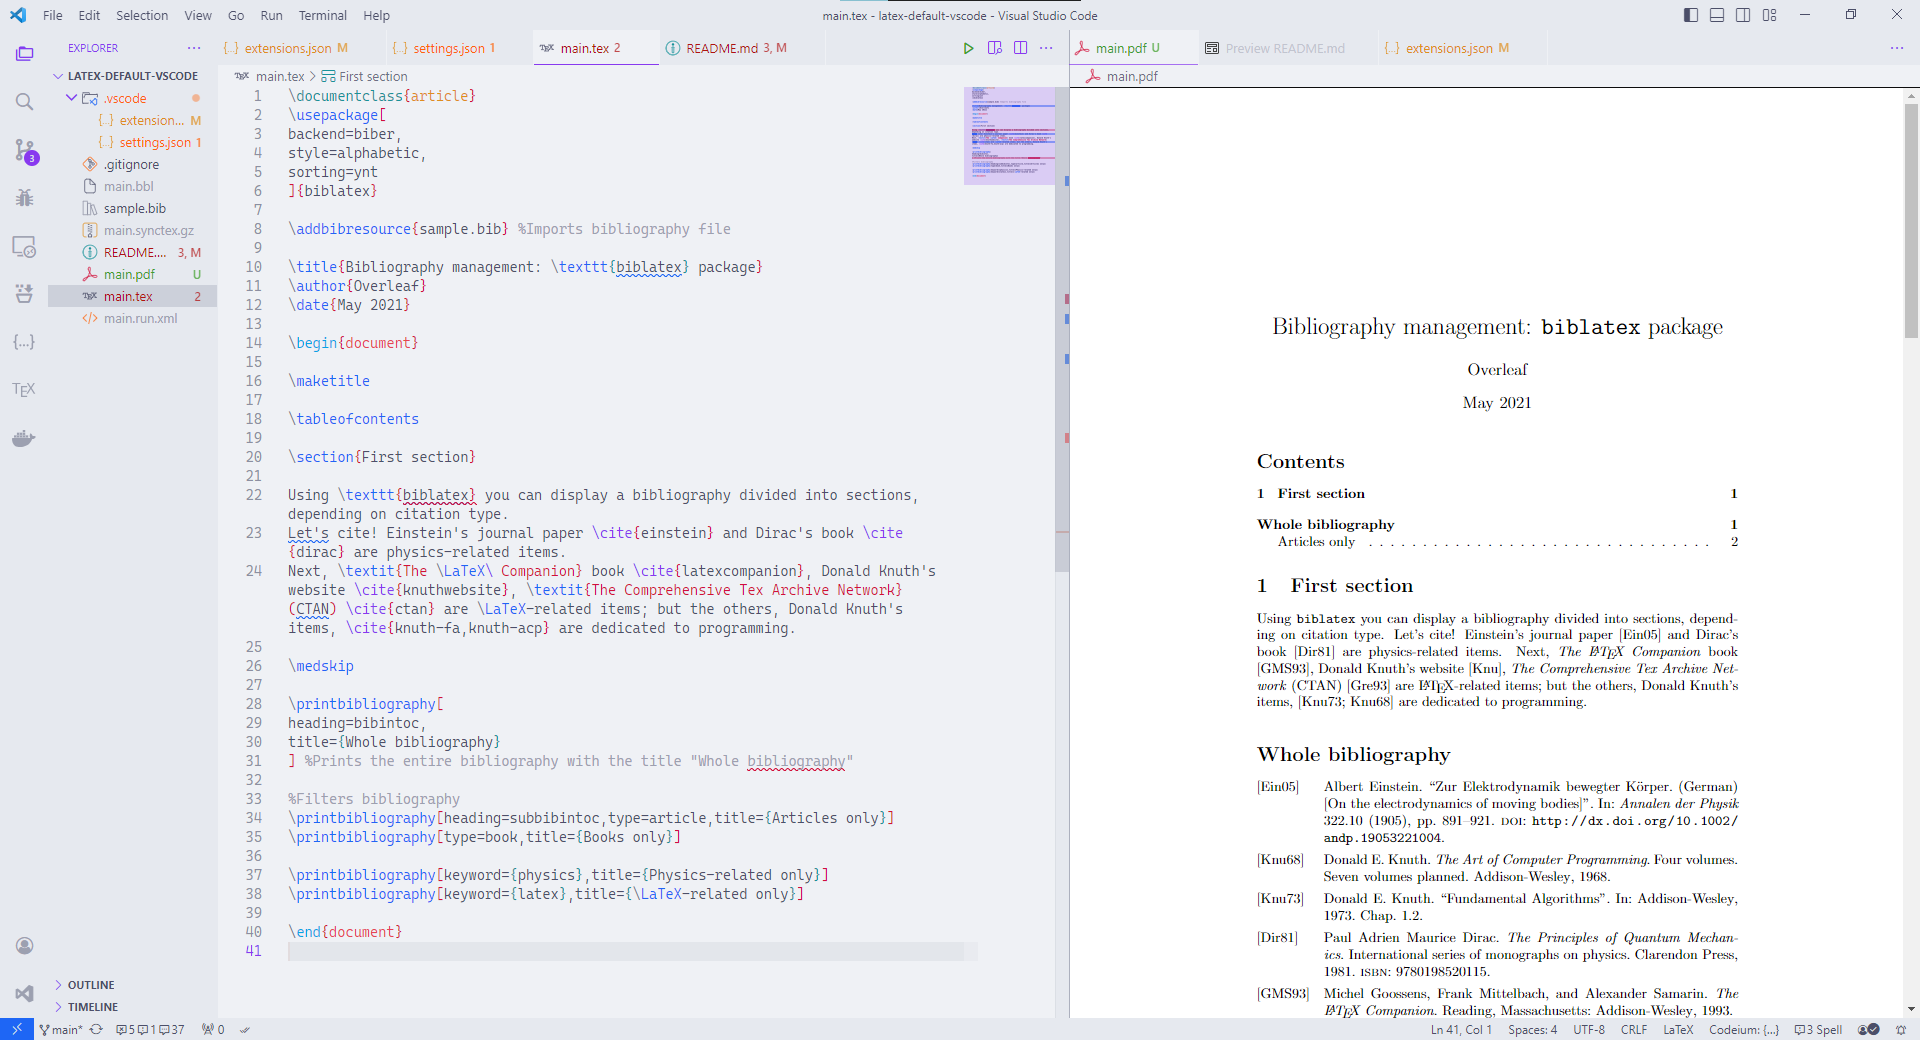 File Edit Selection View Go Run Terminal Help
main.tex - latex-default-vscode - Visual Studio Code
EXPLORER
LATEX-DEFAULT-VSCODE
.vscode
{..} extension... M
{..} settings.json 1
.gitignore
main.bbl
sample.bib
main.synctex.gz
README.... 3, M
main.pdf U
TEX main.tex 2
main.run.xml
3
TEX
OUTLINE
TIMELINE
{..} extensions.json M
{..} settings.json 1
TEX main.tex 2
README.md 3, M
TEX main.tex > First section
1 \documentclass{article}
2 \usepackage[
3 backend=biber,
4 style=alphabetic,
5 sorting=ynt
6 ]{biblatex}
7
8 \addbibresource{sample.bib} %Imports bibliography file
9
10 \title{Bibliography management: \texttt{biblatex} package}
11 \author{Overleaf}
12 \date{May 2021}
13
14 \begin{document}
15
16 \maketitle
17
18 \tableofcontents
19
20 \section{First section}
21
22 Using \texttt{biblatex} you can display a bibliography divided into sections,
depending on citation type.
23 Let's cite! Einstein's journal paper \cite{einstein} and Dirac's book \cite
{dirac} are physics-related items.
24 Next, \textit{The \LaTeX\ Companion} book \cite{latexcompanion}, Donald Knuth's
website \cite{knuthwebsite}, \textit{The Comprehensive Tex Archive Network}
(CTAN) \cite{ctan} are \LaTeX-related items; but the others, Donald Knuth's
items, \cite{knuth-fa,knuth-acp} are dedicated to programming.
25
26 \medskip
27
28 \printbibliography[
29 heading=bibintoc,
30 title={Whole bibliography}
31 ] %Prints the entire bibliography with the title "Whole bibliography"
32
33 %Filters bibliography
34 \printbibliography[heading=subbibintoc,type=article,title={Articles only}]
35 \printbibliography[type=book,title={Books only}]
36
37 \printbibliography[keyword={physics},title={Physics-related only}]
38 \printbibliography[keyword={latex},title={\LaTeX-related only}]
39
40 \end{document}
41
main.pdf U
Preview README.md
{..} extensions.json M
main.pdf
Bibliography management: biblatex package
Overleaf
May 2021
Contents
1 First section 1
Whole bibliography 1
Articles only . . . . . . . . . . . . . . . . . . . . . . . . . . . . . . . . 2
1 First section
Using biblatex you can display a bibliography divided into sections, depend-
ing on citation type. Let's cite! Einstein's journal paper [Ein05] and Dirac's
book [Dir81] are physics-related items. Next, The LATEX Companion book
[GMS93], Donald Knuth's website [Knu], The Comprehensive Tex Archive Net-
work (CTAN) [Gre93] are LATEX-related items; but the others, Donald Knuth's
items, [Knu73; Knu68] are dedicated to programming.
Whole bibliography
[Ein05] Albert Einstein. “Zur Elektrodynamik bewegter Körper. (German)
[On the electrodynamics of moving bodies]”. In: Annalen der Physik
322.10 (1905), pp. 891–921. DOI: http://dx.doi.org/10.1002/
andp.19053221004.
[Knu68] Donald E. Knuth. The Art of Computer Programming. Four volumes.
Seven volumes planned. Addison-Wesley, 1968.
[Knu73] Donald E. Knuth. “Fundamental Algorithms”. In: Addison-Wesley,
1973. Chap. 1.2.
[Dir81] Paul Adrien Maurice Dirac. The Principles of Quantum Mechan-
ics. International series of monographs on physics. Clarendon Press,
1981. ISBN: 9780198520115.
[GMS93] Michel Goossens, Frank Mittelbach, and Alexander Samarin. The
LATEX Companion. Reading, Massachusetts: Addison-Wesley, 1993.
main* 5 1 37 0
Ln 41, Col 1 Spaces: 4 UTF-8 CRLF LaTeX Codeium: {...} 3 Spell